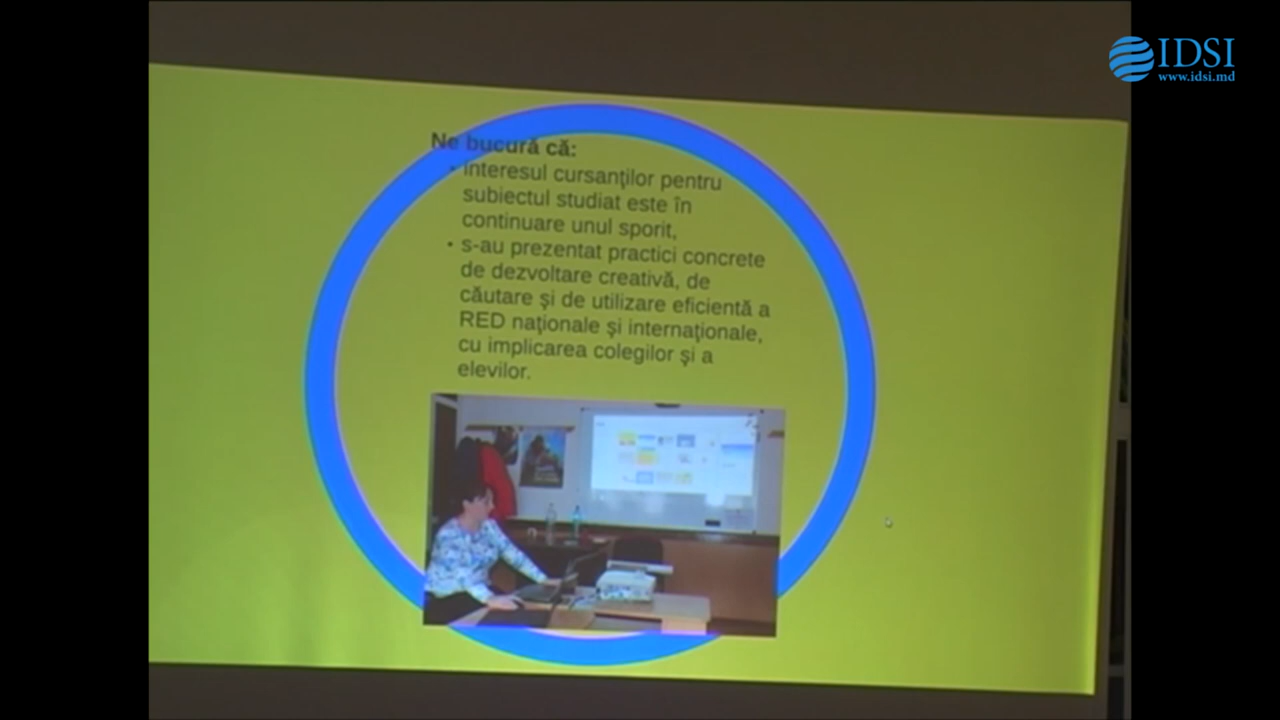 IDSI
www.idsi.md
Ne bucură că:
• interesul cursanţilor pentru
subiectul studiat este în
continuare unul sporit,
• s-au prezentat practici concrete
de dezvoltare creativă, de
căutare şi de utilizare eficientă a
RED naţionale şi internaţionale,
cu implicarea colegilor şi a
elevilor.